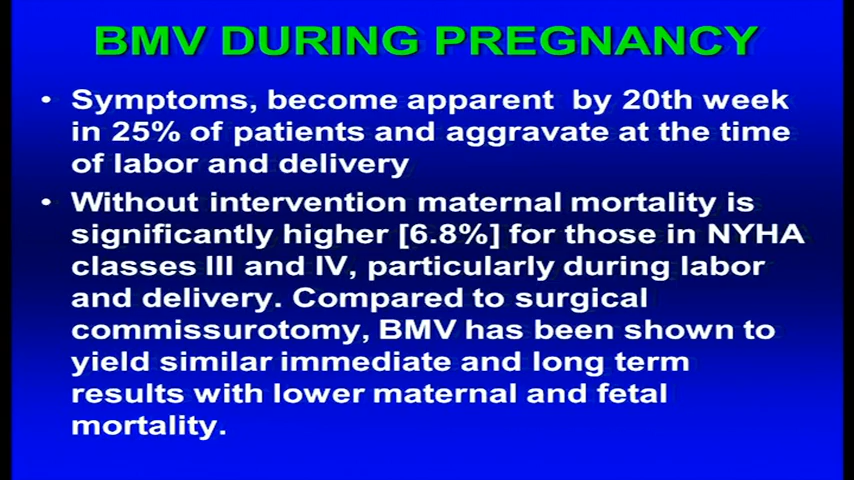 BMV DURING PREGNANCY
• Symptoms, become apparent by 20th week
in 25% of patients and aggravate at the time
of labor and delivery
• Without intervention maternal mortality is
significantly higher [6.8%] for those in NYHA
classes III and IV, particularly during labor
and delivery. Compared to surgical
commissurotomy, BMV has been shown to
yield similar immediate and long term
results with lower maternal and fetal
mortality.